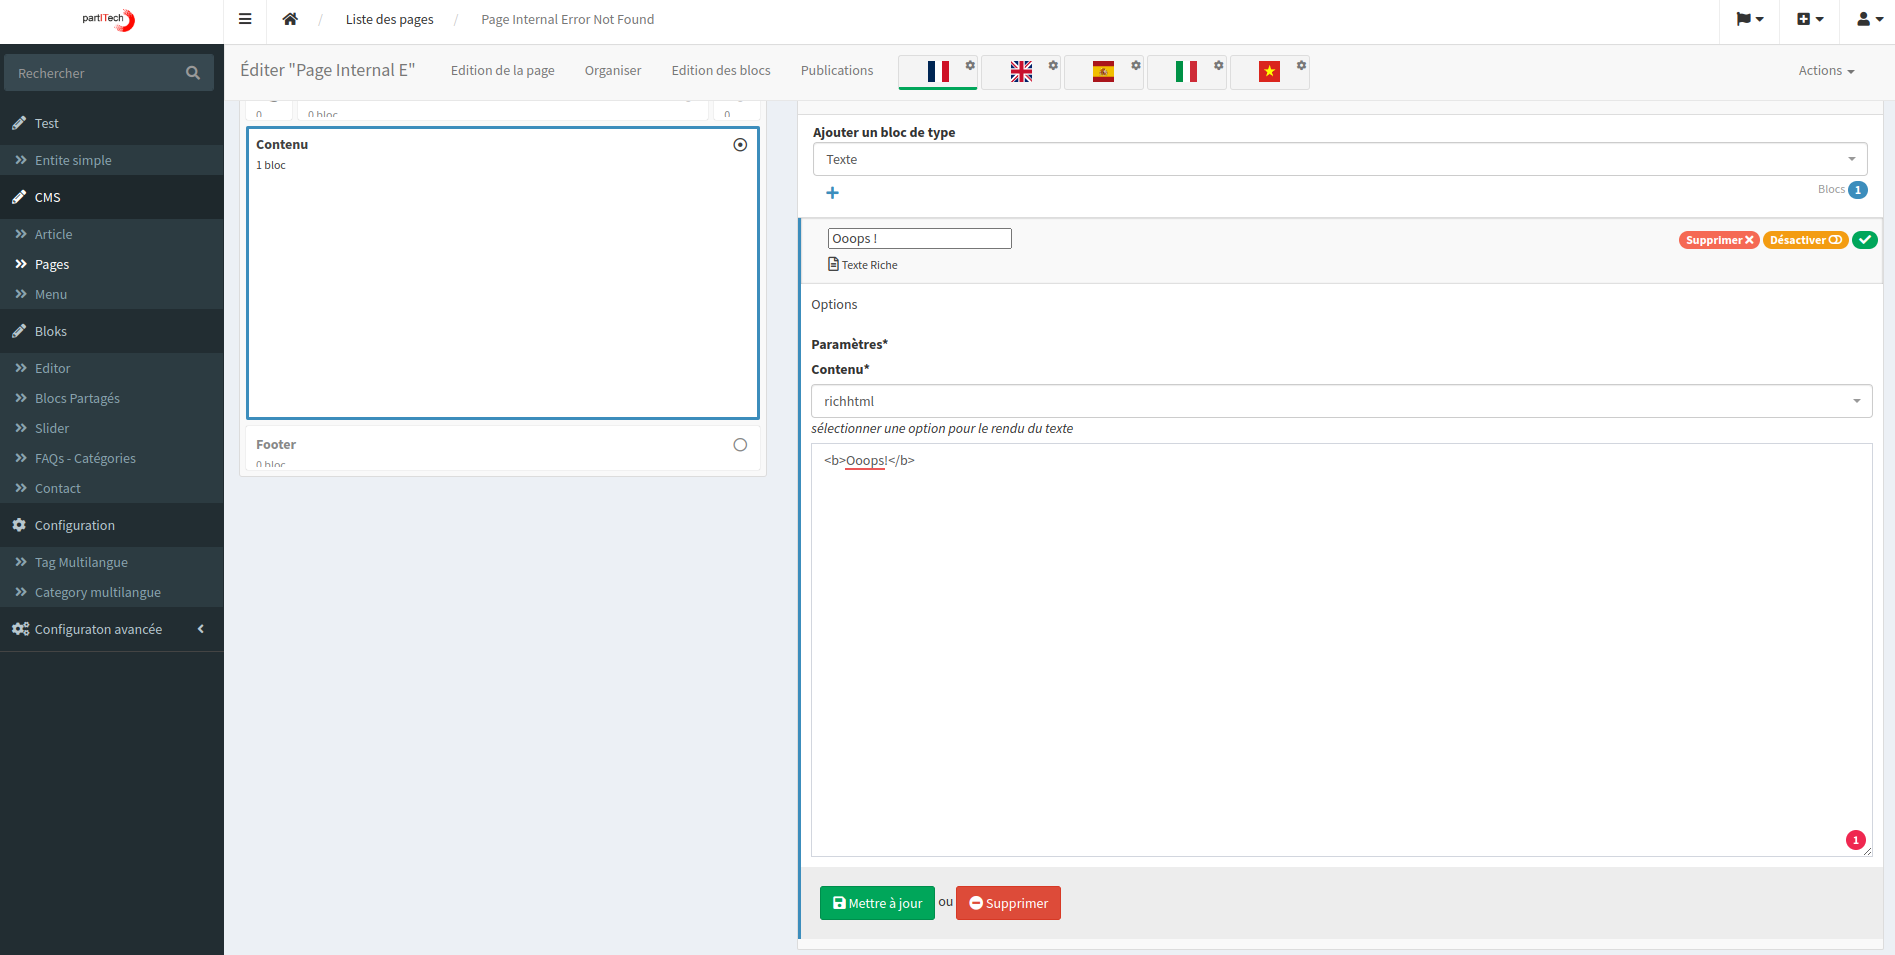 partITech
/ Liste des pages / Page Internal Error Not Found
Rechercher
Éditer "Page Internal E" Edition de la page Organiser Edition des blocs Publications Actions
Test
Entite simple
CMS
Article
Pages
Menu
Bloks
Editor
Blocs Partagés
Slider
FAQs - Catégories
Contact
Configuration
Tag Multilangue
Category multilangue
Configuraton avancée
0 0 bloc 0
Contenu
1 bloc
Footer
0 bloc
Ajouter un bloc de type
Texte
Blocs 1
Ooops !
Supprimer Désactiver
Texte Riche
Options
Paramètres*
Contenu*
richhtml
sélectionner une option pour le rendu du texte
<b>Ooops!</b>
1
Mettre à jour ou Supprimer